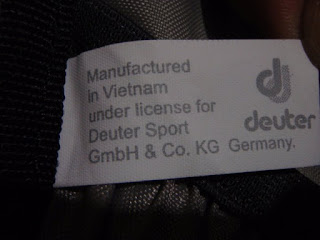 Manufactured
in Vietnam
under license for
Deuter Sport
GmbH & Co. KG Germany.
deuter